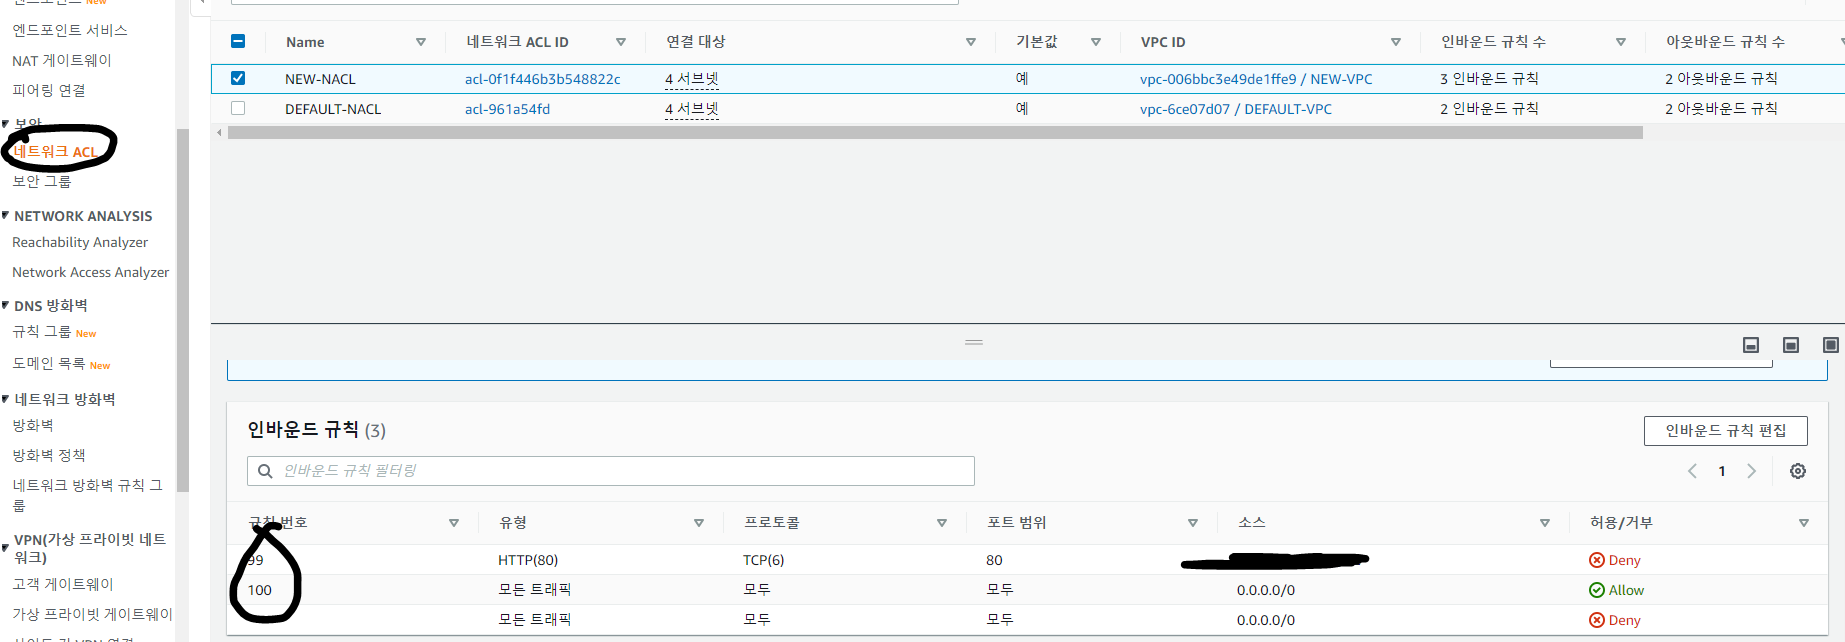 엔드포인트 New
엔드포인트 서비스
NAT 게이트웨이
피어링 연결
보안
네트워크 ACL
보안 그룹
NETWORK ANALYSIS
Reachability Analyzer
Network Access Analyzer
DNS 방화벽
규칙 그룹 New
도메인 목록 New
네트워크 방화벽
방화벽
방화벽 정책
네트워크 방화벽 규칙 그
룹
VPN(가상 프라이빗 네트
워크)
고객 게이트웨이
가상 프라이빗 게이트웨이
Name 네트워크 ACL ID 연결 대상 기본값 VPC ID 인바운드 규칙 수 아웃바운드 규칙 수
NEW-NACL acl-0f1f446b3b548822c 4 서브넷 예 vpc-006bbc3e49de1ffe9 / NEW-VPC 3 인바운드 규칙 2 아웃바운드 규칙
DEFAULT-NACL acl-961a54fd 4 서브넷 예 vpc-6ce07d07 / DEFAULT-VPC 2 인바운드 규칙 2 아웃바운드 규칙
인바운드 규칙 (3) 인바운드 규칙 편집
인바운드 규칙 필터링
1
규칙 번호 유형 프로토콜 포트 범위 소스 허용/거부
99 HTTP(80) TCP(6) 80 Deny
100 모든 트래픽 모두 모두 0.0.0.0/0 Allow
모든 트래픽 모두 모두 0.0.0.0/0 Deny